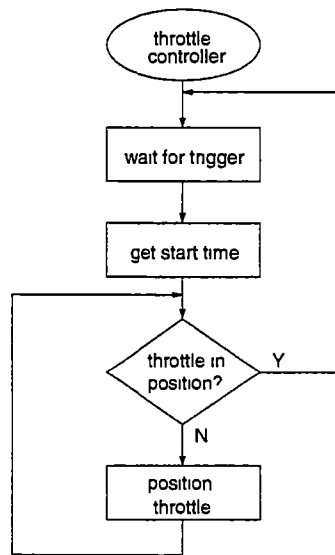 throttle
controller
wait for trigger
get start time
throttle in
position?
Y
N
position
throttle